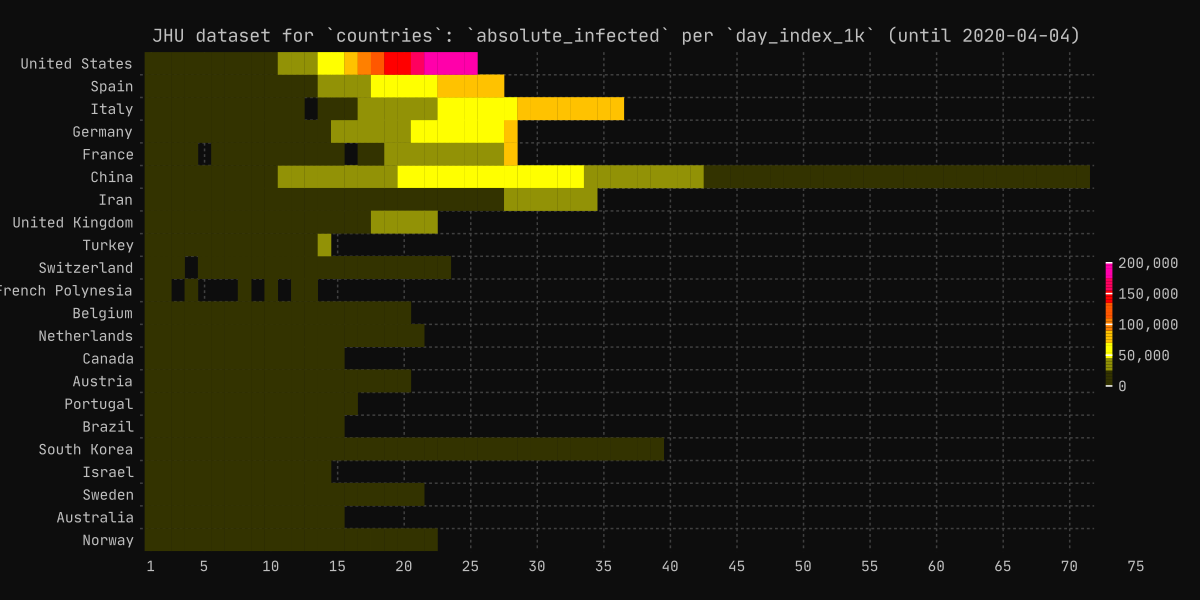 JHU dataset for `countries`: `absolute_infected` per `day_index_1k` (until 2020-04-04)
United States
Spain
Italy
Germany
France
China
Iran
United Kingdom
Turkey
Switzerland
French Polynesia
Belgium
Netherlands
Canada
Austria
Portugal
Brazil
South Korea
Israel
Sweden
Australia
Norway
200,000
150,000
100,000
50,000
0
1 5 10 15 20 25 30 35 40 45 50 55 60 65 70 75